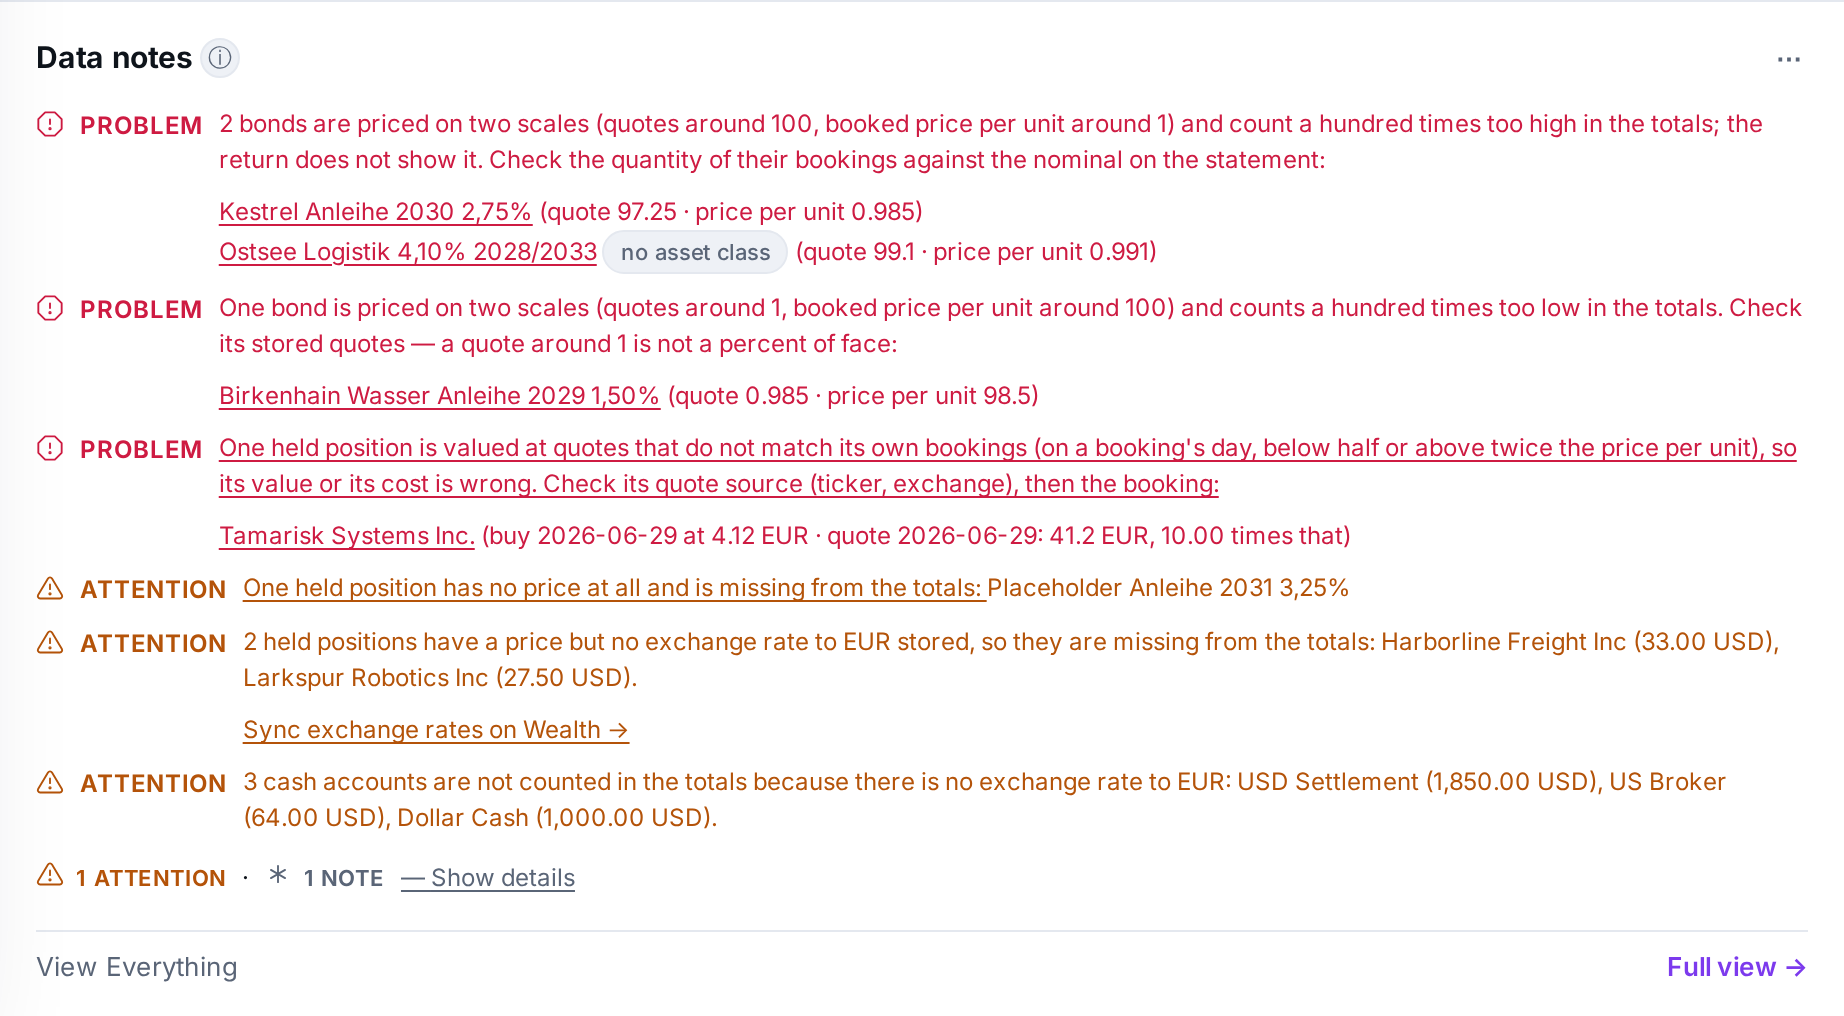 Data notes ⓘ
...
PROBLEM 2 bonds are priced on two scales (quotes around 100, booked price per unit around 1) and count a hundred times too high in the totals; the
return does not show it. Check the quantity of their bookings against the nominal on the statement:
Kestrel Anleihe 2030 2,75% (quote 97.25 · price per unit 0.985)
Ostsee Logistik 4,10% 2028/2033 no asset class (quote 99.1 · price per unit 0.991)
PROBLEM One bond is priced on two scales (quotes around 1, booked price per unit around 100) and counts a hundred times too low in the totals. Check
its stored quotes — a quote around 1 is not a percent of face:
Birkenhain Wasser Anleihe 2029 1,50% (quote 0.985 · price per unit 98.5)
PROBLEM One held position is valued at quotes that do not match its own bookings (on a booking's day, below half or above twice the price per unit), so
its value or its cost is wrong. Check its quote source (ticker, exchange), then the booking:
Tamarisk Systems Inc. (buy 2026-06-29 at 4.12 EUR · quote 2026-06-29: 41.2 EUR, 10.00 times that)
ATTENTION One held position has no price at all and is missing from the totals: Placeholder Anleihe 2031 3,25%
ATTENTION 2 held positions have a price but no exchange rate to EUR stored, so they are missing from the totals: Harborline Freight Inc (33.00 USD),
Larkspur Robotics Inc (27.50 USD).
Sync exchange rates on Wealth →
ATTENTION 3 cash accounts are not counted in the totals because there is no exchange rate to EUR: USD Settlement (1,850.00 USD), US Broker
(64.00 USD), Dollar Cash (1,000.00 USD).
1 ATTENTION · * 1 NOTE — Show details
View Everything
Full view →